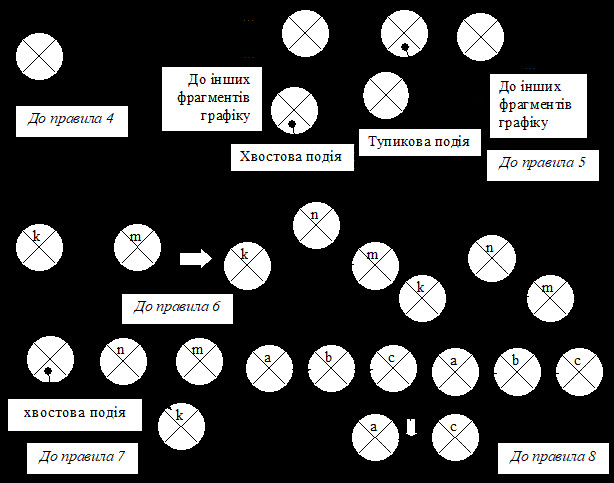 ...
...
...
До інших
фрагментів
графіку
До інших
фрагментів
графіку
До правила 4
Хвостова подія
Тупикова подія
До правила 5
k
m
k
n
m
k
n
m
До правила 6
n
m
a
b
c
a
b
c
хвостова подія
k
a
c
До правила 7
До правила 8